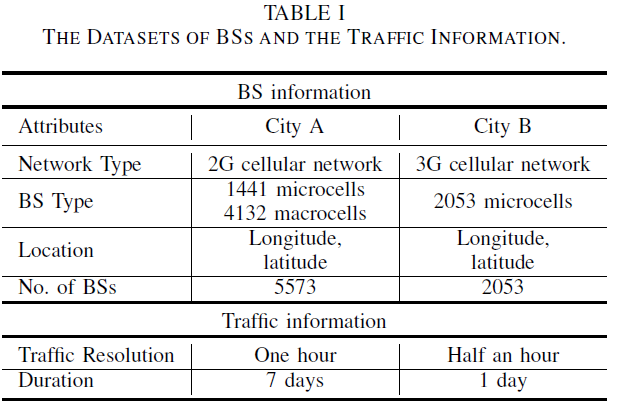 TABLE I
THE DATASETS OF BSS AND THE TRAFFIC INFORMATION.
BS information
Attributes City A City B
Network Type 2G cellular network 3G cellular network
BS Type 1441 microcells 4132 macrocells 2053 microcells
Location Longitude, latitude Longitude, latitude
No. of BSs 5573 2053
Traffic information
Traffic Resolution One hour Half an hour
Duration 7 days 1 day